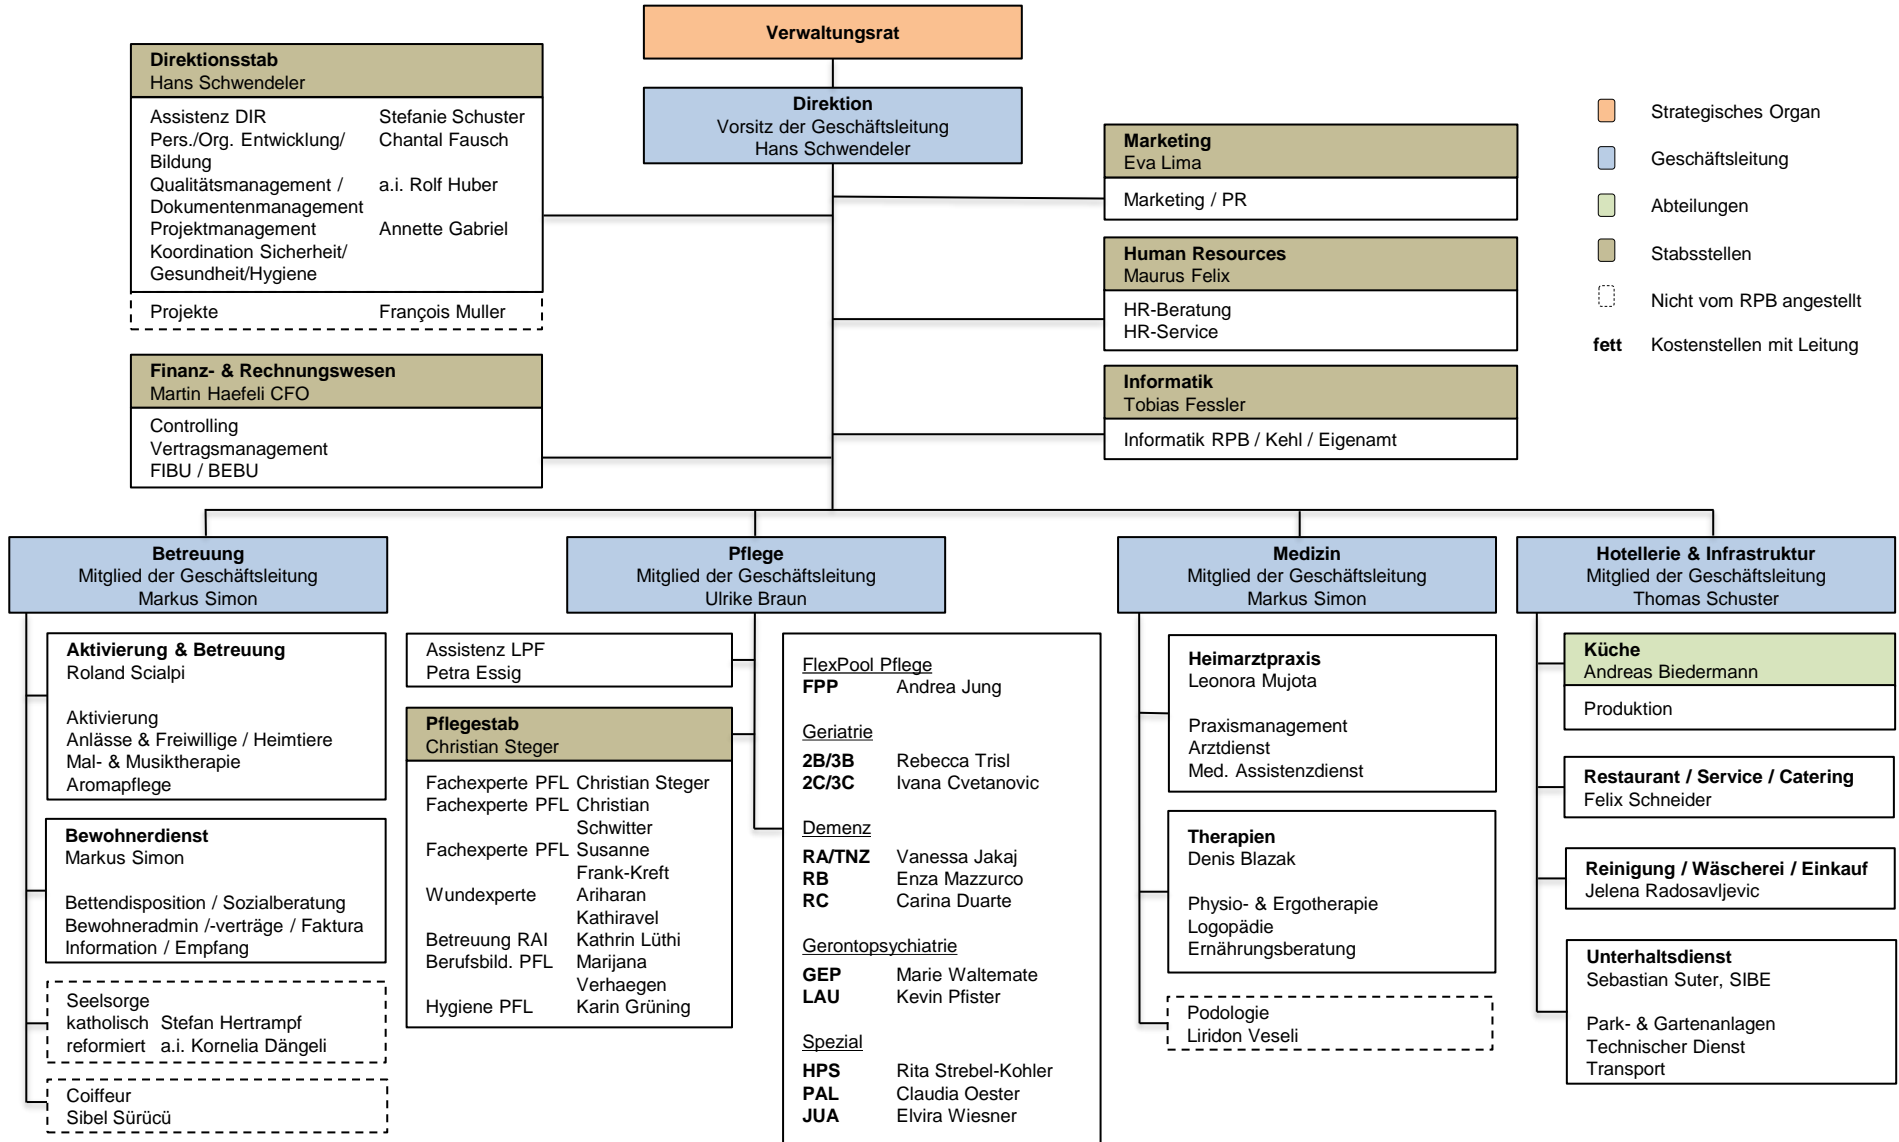 Verwaltungsrat
Direktion
Vorsitz der Geschäftsleitung
Hans Schwendeler
Direktionsstab
Hans Schwendeler
Assistenz DIR Stefanie Schuster
Pers./Org. Entwicklung/ Chantal Fausch
Bildung
Qualitätsmanagement / a.i. Rolf Huber
Dokumentenmanagement
Projektmanagement Annette Gabriel
Koordination Sicherheit/
Gesundheit/Hygiene
Projekte François Muller
Finanz- & Rechnungswesen
Martin Haefeli CFO
Controlling
Vertragsmanagement
FIBU / BEBU
Marketing
Eva Lima
Marketing / PR
Human Resources
Maurus Felix
HR-Beratung
HR-Service
Informatik
Tobias Fessler
Informatik RPB / Kehl / Eigenamt
Strategisches Organ
Geschäftsleitung
Abteilungen
Stabsstellen
Nicht vom RPB angestellt
fett Kostenstellen mit Leitung
Betreuung
Mitglied der Geschäftsleitung
Markus Simon
Aktivierung & Betreuung
Roland Scialpi
Aktivierung
Anlässe & Freiwillige / Heimtiere
Mal- & Musiktherapie
Aromapflege
Bewohnerdienst
Markus Simon
Bettendisposition / Sozialberatung
Bewohneradmin /-verträge / Faktura
Information / Empfang
Seelsorge
katholisch Stefan Hertrampf
reformiert a.i. Kornelia Dängeli
Coiffeur
Sibel Sürücü
Pflege
Mitglied der Geschäftsleitung
Ulrike Braun
Assistenz LPF
Petra Essig
Pflegestab
Christian Steger
Fachexperte PFL Christian Steger
Fachexperte PFL Christian
Schwitter
Fachexperte PFL Susanne
Frank-Kreft
Wundexperte Ariharan
Kathiravel
Betreuung RAI Kathrin Lüthi
Berufsbild. PFL Marijana
Verhaegen
Hygiene PFL Karin Grüning
FlexPool Pflege
FPP Andrea Jung
Geriatrie
2B/3B Rebecca Trisl
2C/3C Ivana Cvetanovic
Demenz
RA/TNZ Vanessa Jakaj
RB Enza Mazzurco
RC Carina Duarte
Gerontopsychiatrie
GEP Marie Waltemate
LAU Kevin Pfister
Spezial
HPS Rita Strebel-Kohler
PAL Claudia Oester
JUA Elvira Wiesner
Medizin
Mitglied der Geschäftsleitung
Markus Simon
Heimarztpraxis
Leonora Mujota
Praxismanagement
Arztdienst
Med. Assistenzdienst
Therapien
Denis Blazak
Physio- & Ergotherapie
Logopädie
Ernährungsberatung
Podologie
Liridon Veseli
Hotellerie & Infrastruktur
Mitglied der Geschäftsleitung
Thomas Schuster
Küche
Andreas Biedermann
Produktion
Restaurant / Service / Catering
Felix Schneider
Reinigung / Wäscherei / Einkauf
Jelena Radosavljevic
Unterhaltsdienst
Sebastian Suter, SIBE
Park- & Gartenanlagen
Technischer Dienst
Transport